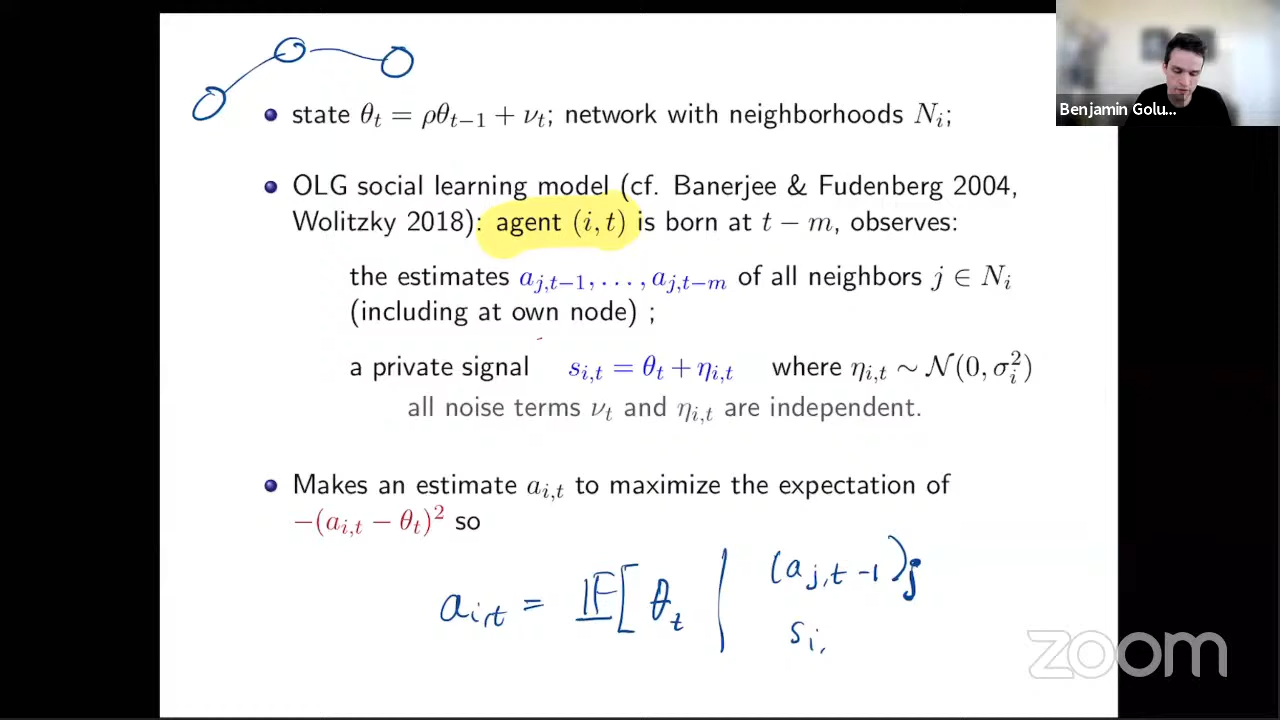 Benjamin Golu...
• state θ_t = ρθ_{t−1} + ν_t; network with neighborhoods N_i;
• OLG social learning model (cf. Banerjee & Fudenberg 2004,
Wolitzky 2018): agent (i, t) is born at t − m, observes:
the estimates a_{j,t−1}, . . . , a_{j,t−m} of all neighbors j ∈ N_i
(including at own node) ;
a private signal s_{i,t} = θ_t + η_{i,t} where η_{i,t} ∼ N(0, σ_i^2)
all noise terms ν_t and η_{i,t} are independent.
• Makes an estimate a_{i,t} to maximize the expectation of
−(a_{i,t} − θ_t)^2 so
a_{i,t} = E[ θ_t | (a_{j,t−1})_j
s_{i,
zoom